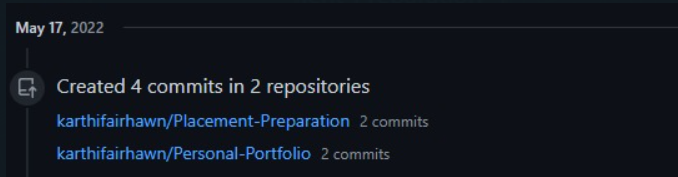 May 17, 2022
Created 4 commits in 2 repositories
karthifairhawn/Placement-Preparation 2 commits
karthifairhawn/Personal-Portfolio 2 commits